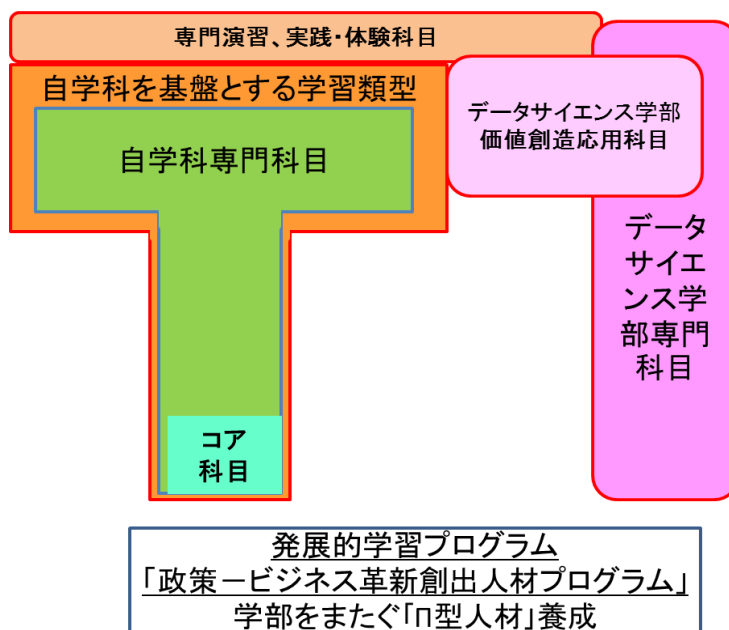 専門演習、実践・体験科目
自学科を基盤とする学習類型
データサイエンス学部
価値創造応用科目
自学科専門科目
データ
サイエ
ンス学
部専門
科目
コア
科目
発展的学習プログラム
「政策－ビジネス革新創出人材プログラム」
学部をまたぐ「Π型人材」養成